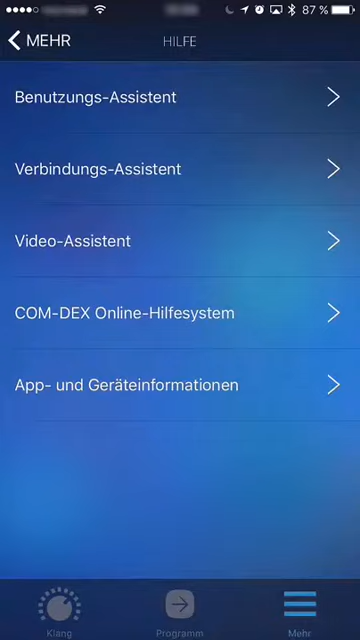 87 %
MEHR
HILFE
Benutzungs-Assistent
Verbindungs-Assistent
Video-Assistent
COM-DEX Online-Hilfesystem
App- und Geräteinformationen
Klang
Programm
Mehr